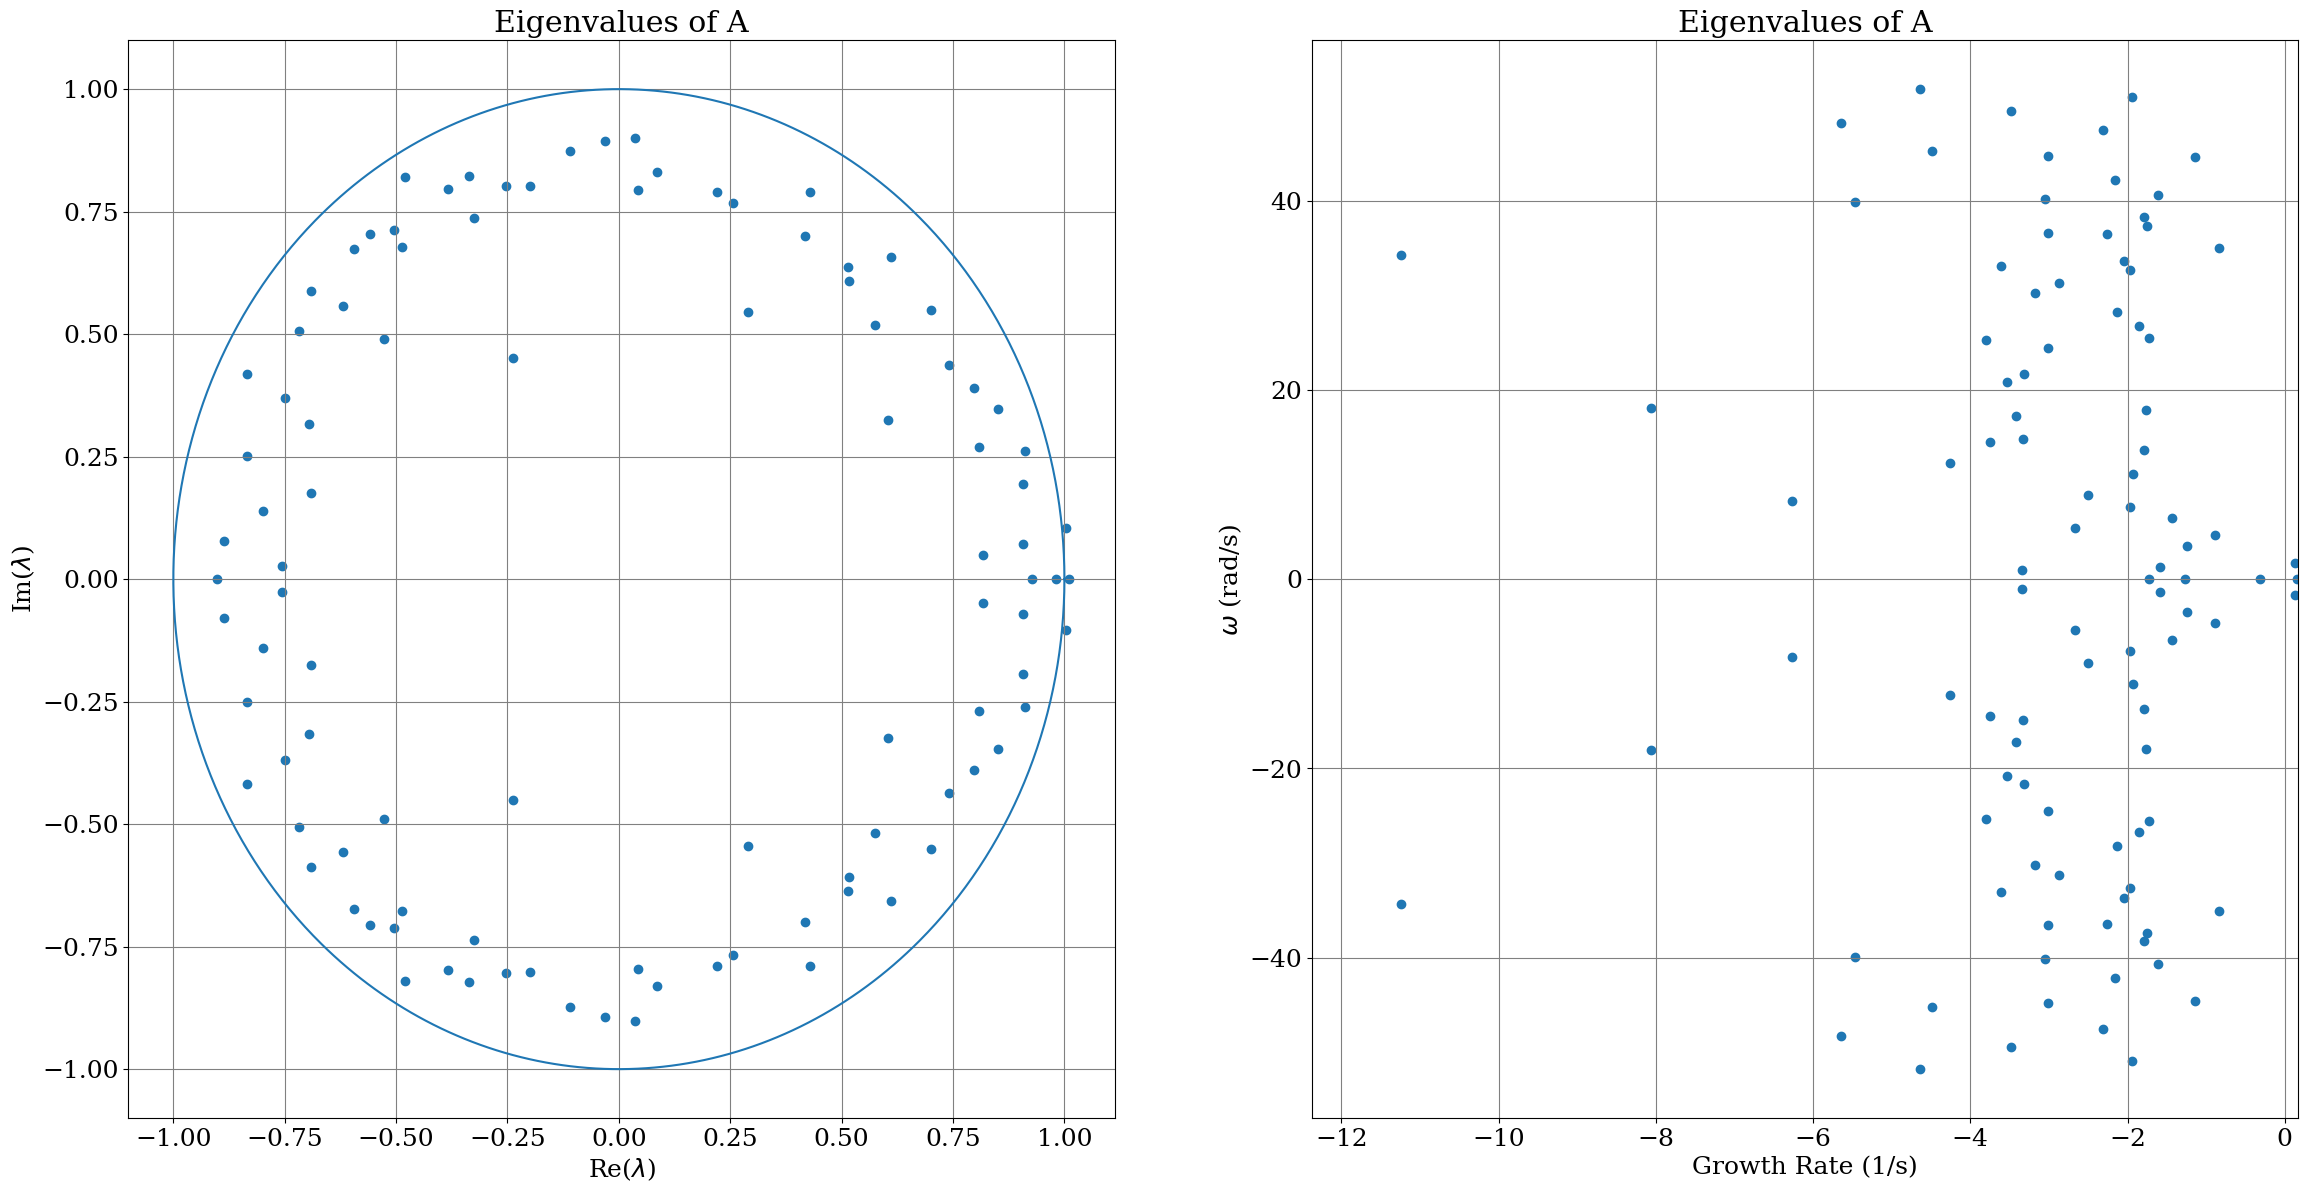 Eigenvalues of A
1.00
0.75
0.50
0.25
0.00
−0.25
−0.50
−0.75
−1.00
Im(λ)
−1.00 −0.75 −0.50 −0.25 0.00 0.25 0.50 0.75 1.00
Re(λ)
Eigenvalues of A
40
20
0
−20
−40
ω (rad/s)
−12 −10 −8 −6 −4 −2 0
Growth Rate (1/s)